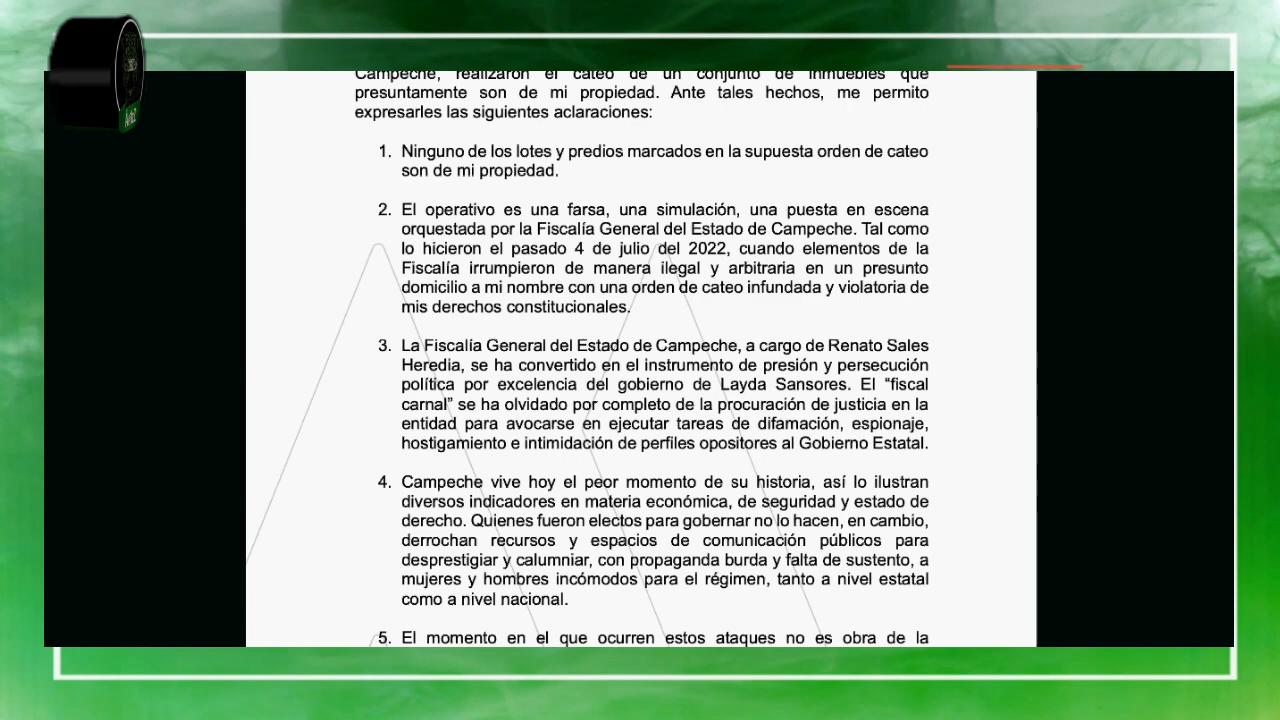 Campeche, realizaron el cateo de un conjunto de inmuebles que
presuntamente son de mi propiedad. Ante tales hechos, me permito
expresarles las siguientes aclaraciones:
1. Ninguno de los lotes y predios marcados en la supuesta orden de cateo
son de mi propiedad.
2. El operativo es una farsa, una simulación, una puesta en escena
orquestada por la Fiscalía General del Estado de Campeche. Tal como
lo hicieron el pasado 4 de julio del 2022, cuando elementos de la
Fiscalía irrumpieron de manera ilegal y arbitraria en un presunto
domicilio a mi nombre con una orden de cateo infundada y violatoria de
mis derechos constitucionales.
3. La Fiscalía General del Estado de Campeche, a cargo de Renato Sales
Heredia, se ha convertido en el instrumento de presión y persecución
política por excelencia del gobierno de Layda Sansores. El “fiscal
carnal” se ha olvidado por completo de la procuración de justicia en la
entidad para avocarse en ejecutar tareas de difamación, espionaje,
hostigamiento e intimidación de perfiles opositores al Gobierno Estatal.
4. Campeche vive hoy el peor momento de su historia, así lo ilustran
diversos indicadores en materia económica, de seguridad y estado de
derecho. Quienes fueron electos para gobernar no lo hacen, en cambio,
derrochan recursos y espacios de comunicación públicos para
desprestigiar y calumniar, con propaganda burda y falta de sustento, a
mujeres y hombres incómodos para el régimen, tanto a nivel estatal
como a nivel nacional.
5. El momento en el que ocurren estos ataques no es obra de la